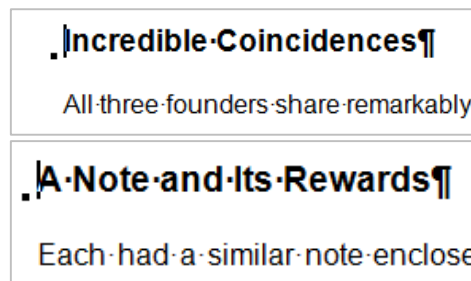 Incredible·Coincidences¶
All·three·founders·share·remarkably
A·Note·and·Its·Rewards¶
Each·had·a·similar·note·enclose